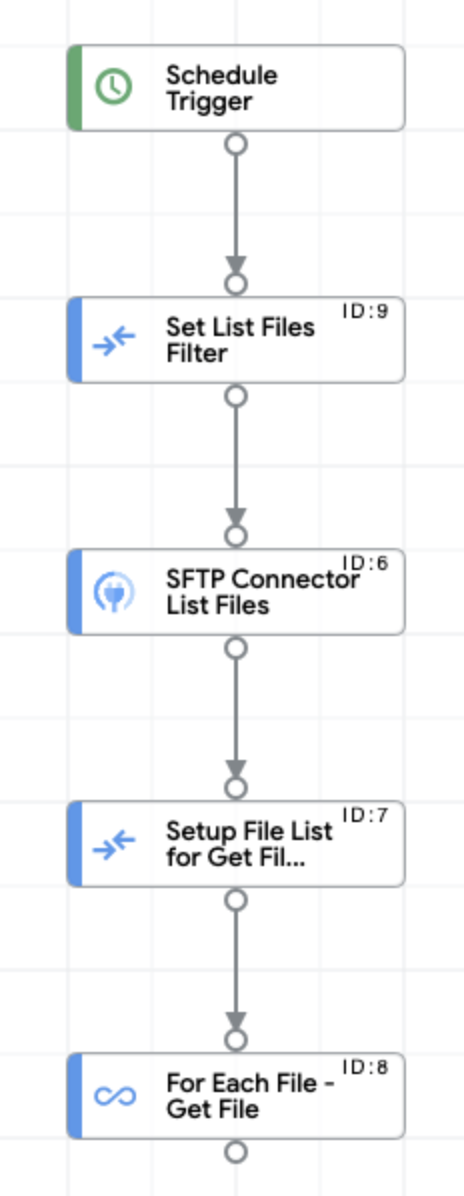 Schedule
Trigger
ID:9
Set List Files
Filter
ID:6
SFTP Connector
List Files
ID:7
Setup File List
for Get Fil...
ID:8
For Each File -
Get File